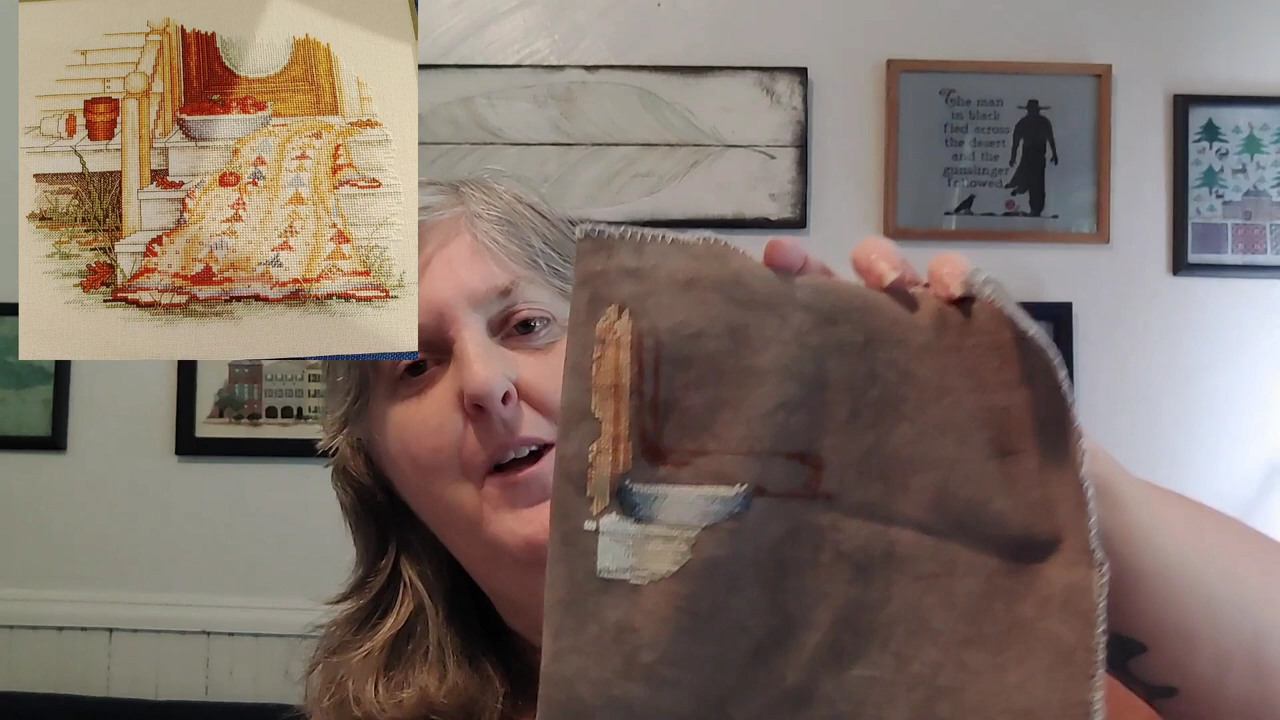 The man
in black
fled across
the desert
and the
gunslinger
followed.